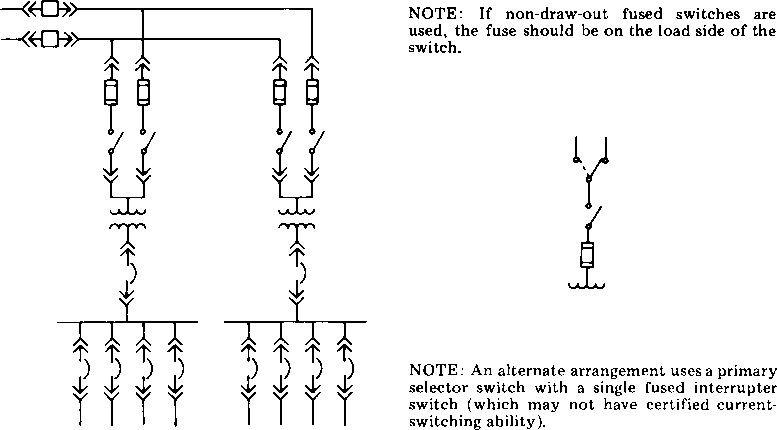 NOTE: If non-draw-out fused switches are
used, the fuse should be on the load side of the
switch.
NOTE: An alternate arrangement uses a primary
selector switch with a single fused interrupter
switch (which may not have certified current-
switching ability).